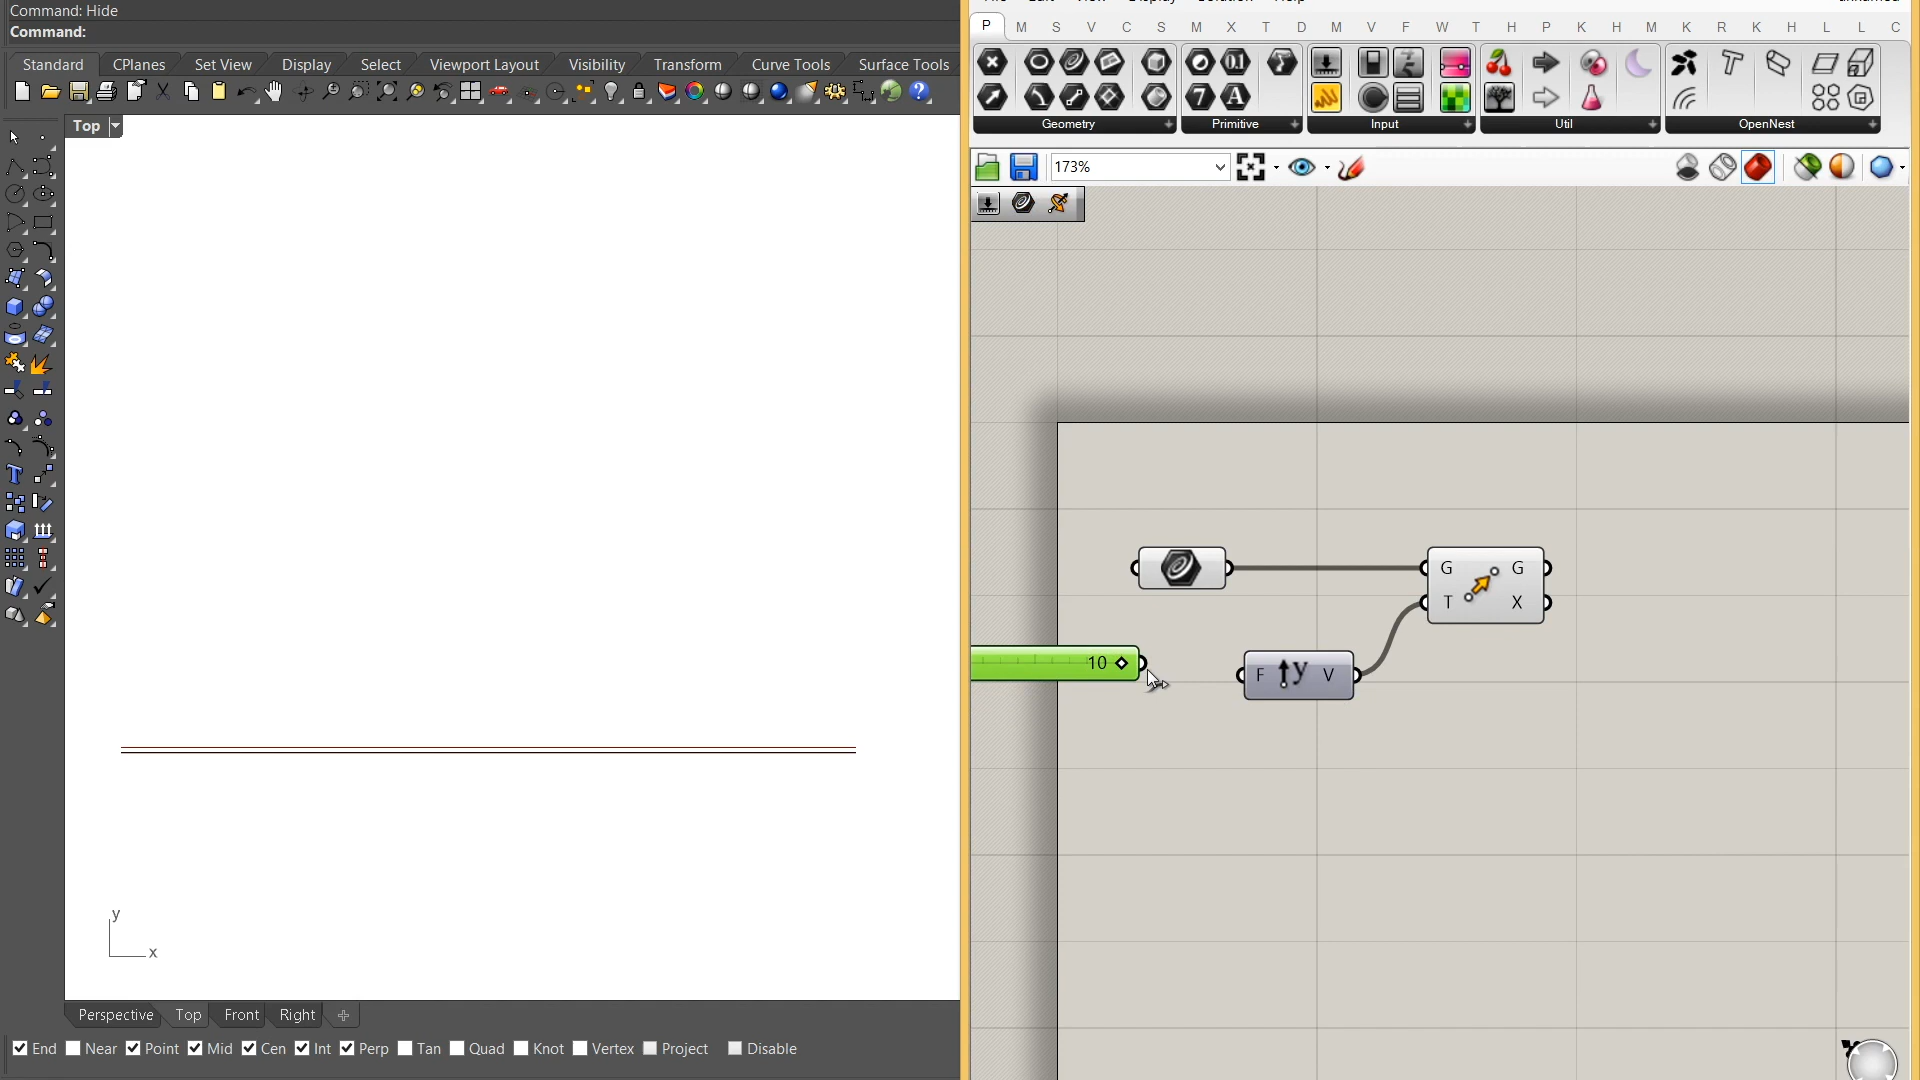 Command: Hide
Command:
Standard CPlanes Set View Display Select Viewport Layout Visibility Transform Curve Tools Surface Tools
Top
y
x
Perspective Top Front Right
End Near Point Mid Cen Int Perp Tan Quad Knot Vertex Project Disable
P M S V C S M X T D M V F W T H P K H M K R K H L L C
Geometry Primitive Input Util OpenNest
173%
G G
T X
10
F y V